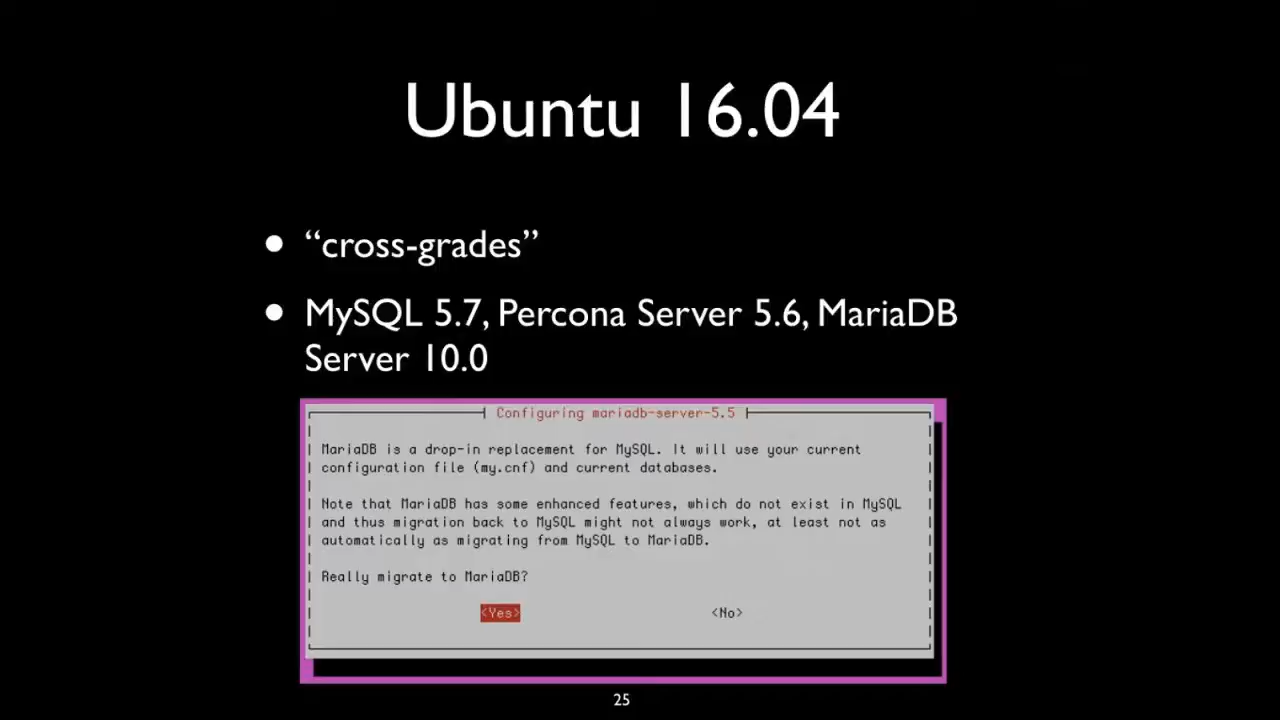 Ubuntu 16.04
• “cross-grades”
• MySQL 5.7, Percona Server 5.6, MariaDB
Server 10.0
Configuring mariadb-server-5.5
MariaDB is a drop-in replacement for MySQL. It will use your current
configuration file (my.cnf) and current databases.
Note that MariaDB has some enhanced features, which do not exist in MySQL
and thus migration back to MySQL might not always work, at least not as
automatically as migrating from MySQL to MariaDB.
Really migrate to MariaDB?
<Yes> <No>
25